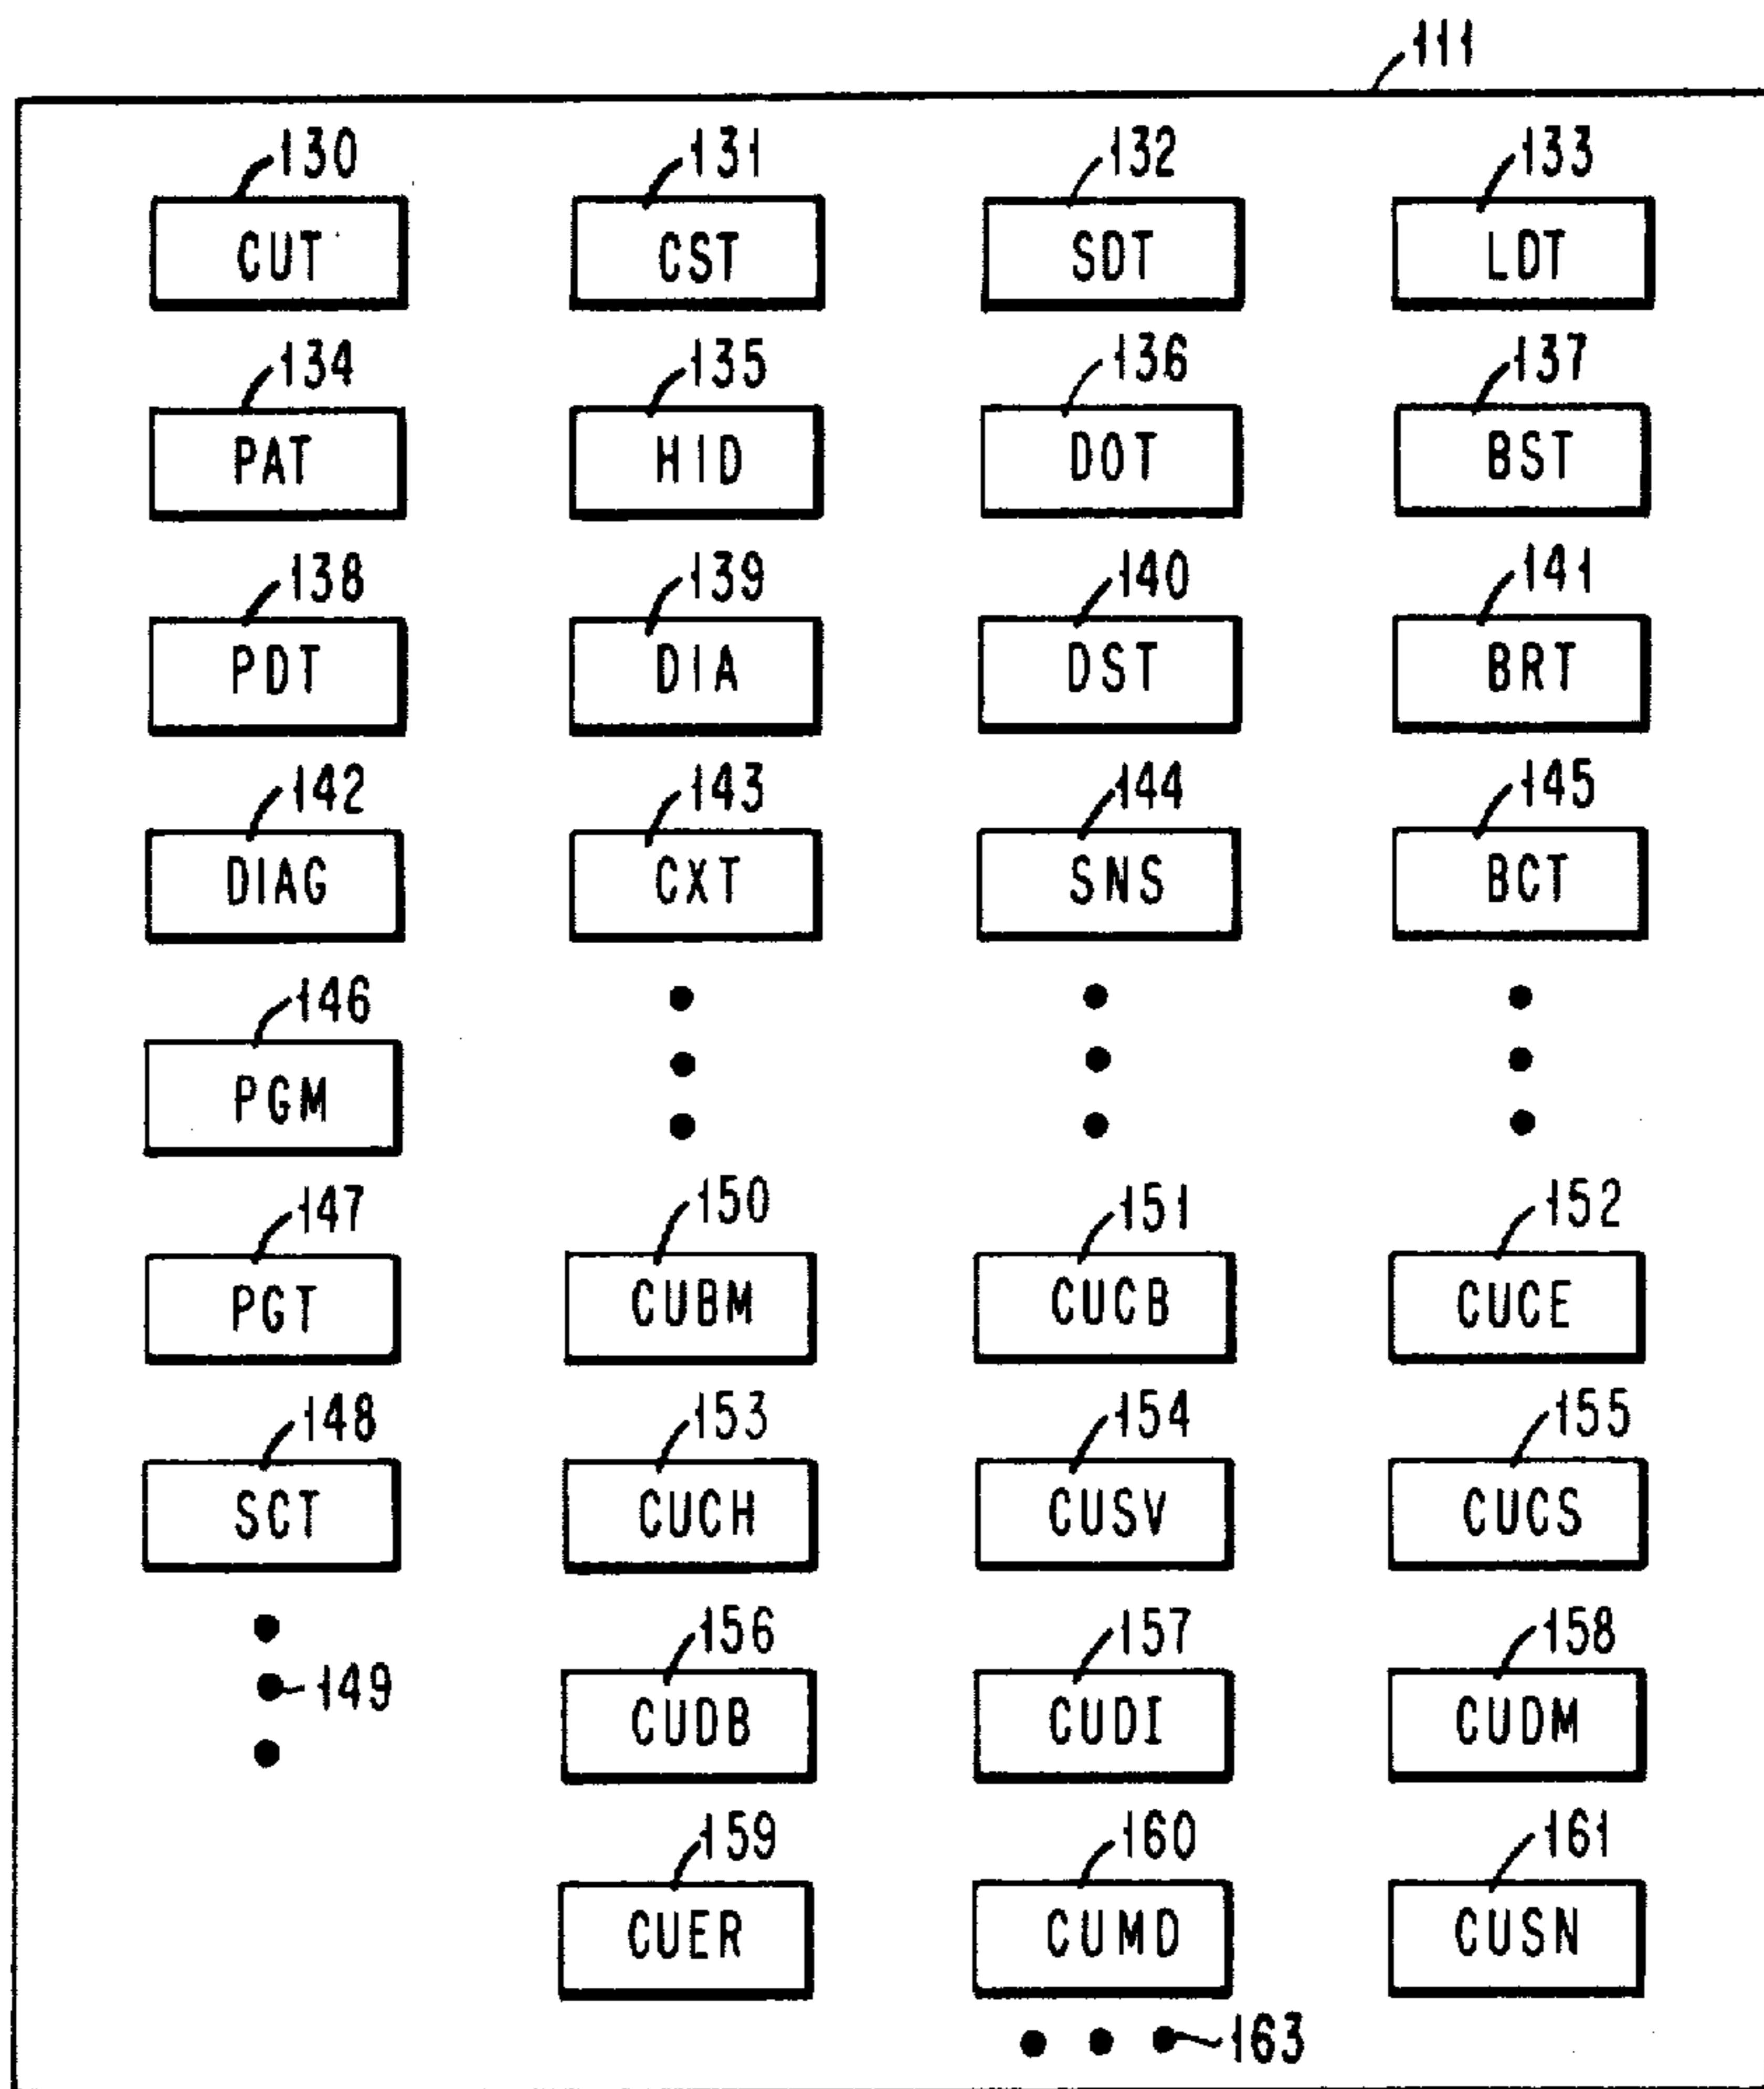 111
130 131 132 133
CUT CST SDT LDT
134 135 136 137
PAT HID DOT BST
138 139 140 141
PDT DIA DST BRT
142 143 144 145
DIAG CXT SNS BCT
146
PGM
147 150 151 152
PGT CUBM CUCB CUCE
148 153 154 155
SCT CUCH CUSV CUCS
156 157 158
149
CUDB CUDI CUDM
159 160 161
CUER CUMD CUSN
163